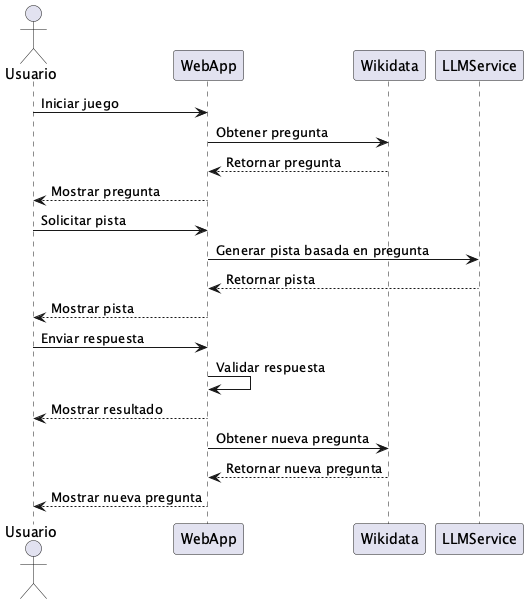 Usuario
WebApp
Wikidata
LLMService
Iniciar juego
Obtener pregunta
Retornar pregunta
Mostrar pregunta
Solicitar pista
Generar pista basada en pregunta
Retornar pista
Mostrar pista
Enviar respuesta
Validar respuesta
Mostrar resultado
Obtener nueva pregunta
Retornar nueva pregunta
Mostrar nueva pregunta
Usuario
WebApp
Wikidata
LLMService